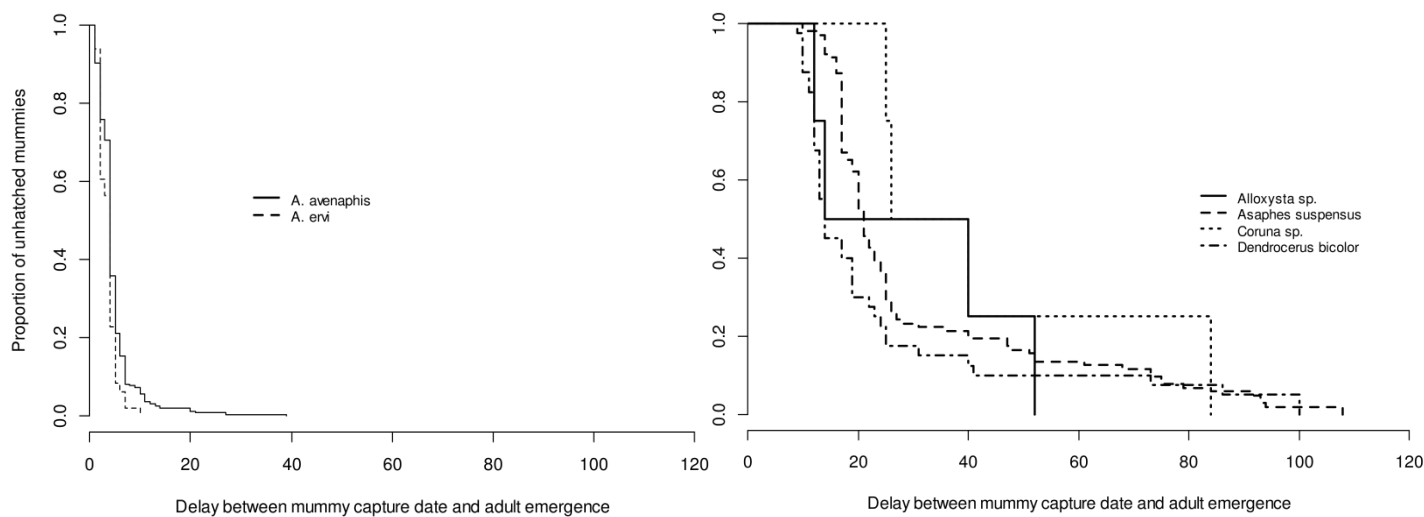 Proportion of unhatched mummies
1.0
0.8
0.6
0.4
0.2
0.0
A. avenaphis
A. ervi
0 20 40 60 80 100 120
Delay between mummy capture date and adult emergence
1.0
0.8
0.6
0.4
0.2
0.0
Alloxysta sp.
Asaphes suspensus
Coruna sp.
Dendrocerus bicolor
0 20 40 60 80 100 120
Delay between mummy capture date and adult emergence